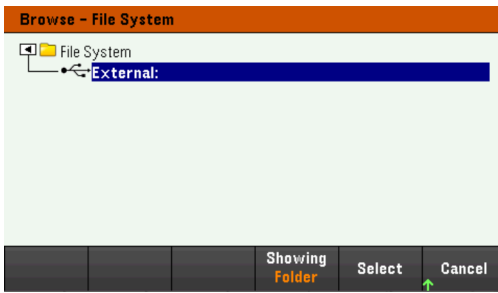 Browse - File System
File System
External:
Showing
Folder
Select
Cancel